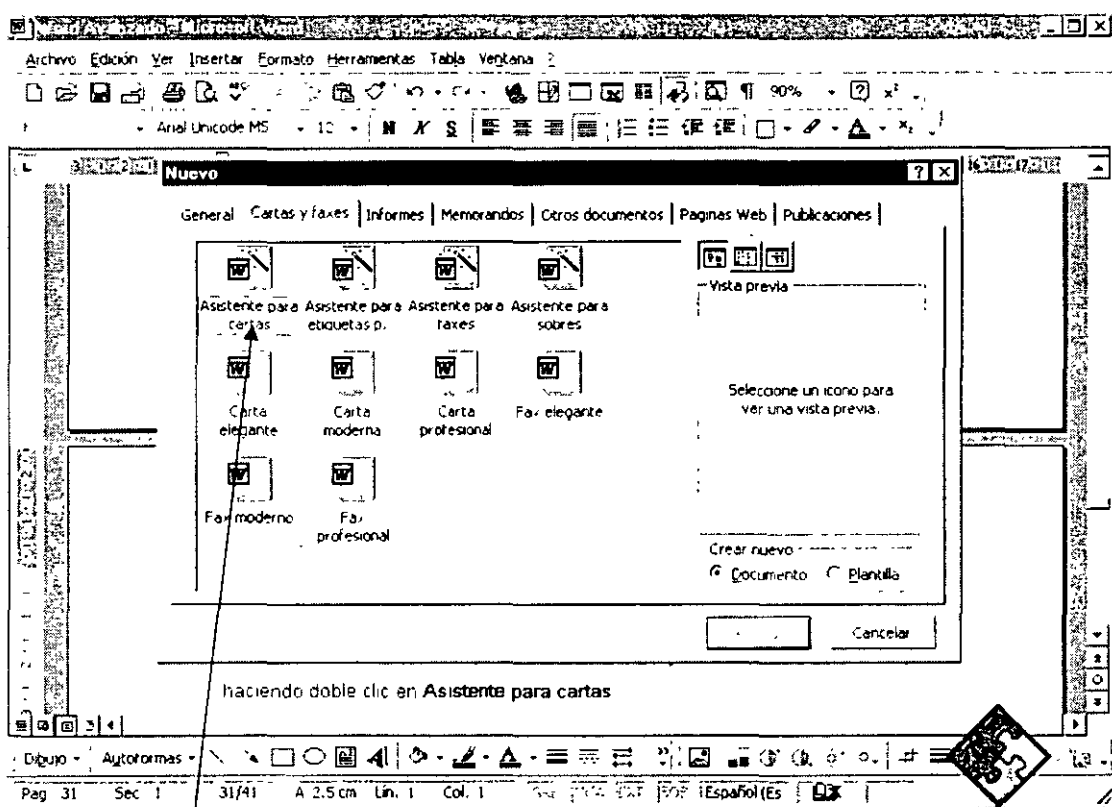 Microsoft Word
Archivo Edición Ver Insertar Formato Herramientas Tabla Ventana ?
90%
Arial Unicode MS
N K S
Nuevo
General Cartas y faxes Informes Memorandos Otros documentos Paginas Web Publicaciones
Asistente para cartas
Asistente para etiquetas p.
Asistente para faxes
Asistente para sobres
Vista previa
Seleccione un icono para
ver una vista previa.
Carta elegante
Carta moderna
Carta profesional
Fax elegante
Fax moderno
Fax profesional
Crear nuevo
Documento Plantilla
Cancelar
haciendo doble clic en Asistente para cartas
Dibujo Autoformas
Pag 31 Sec 1 31/41 A 2.5 cm Lin. 1 Col. 1 Español (Es